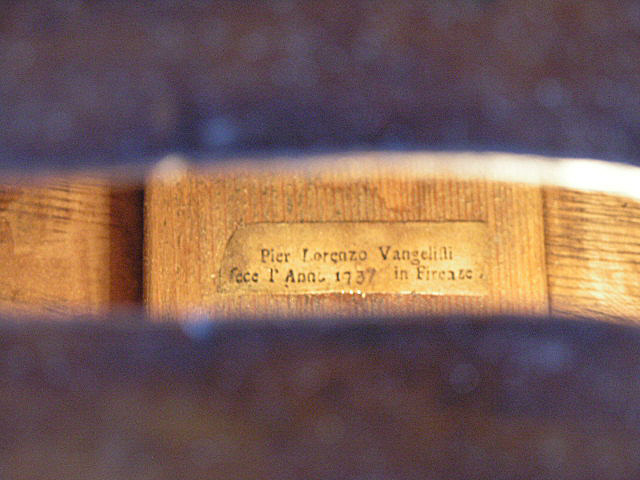 Pier Lorenzo Vangeliſti
fece l'Anno 1737 in Firenze.